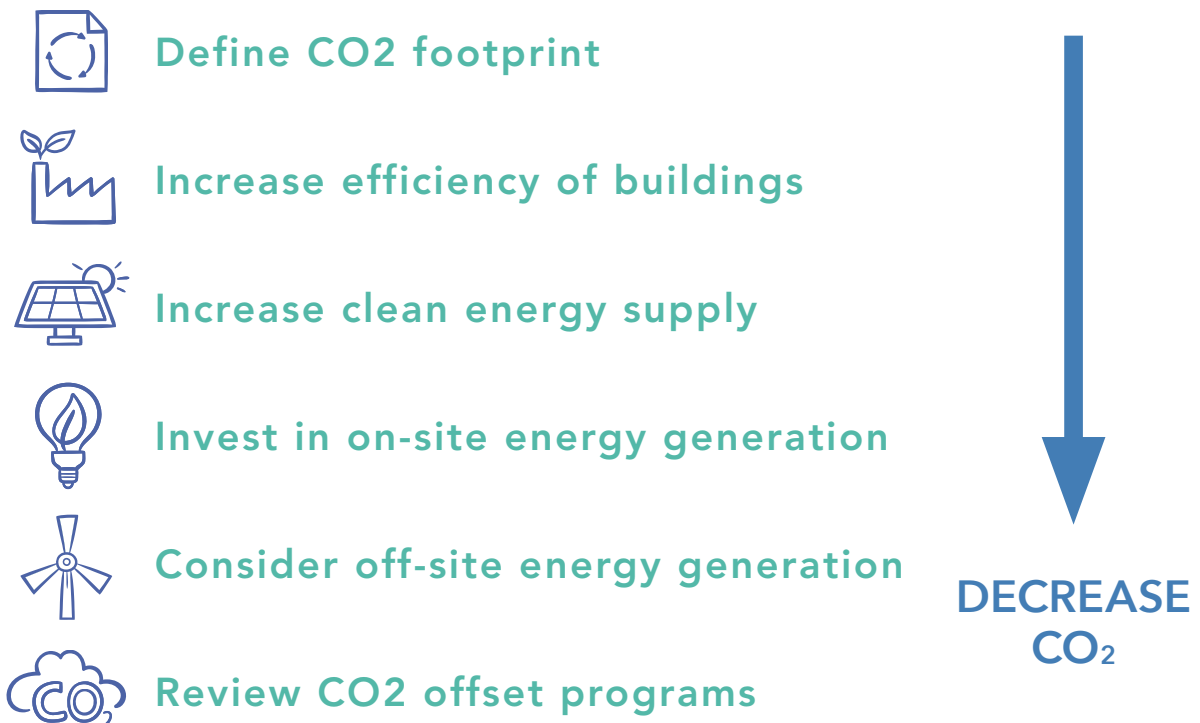 Define CO2 footprint
Increase efficiency of buildings
Increase clean energy supply
Invest in on-site energy generation
Consider off-site energy generation
DECREASE
CO₂
CO₂
Review CO2 offset programs